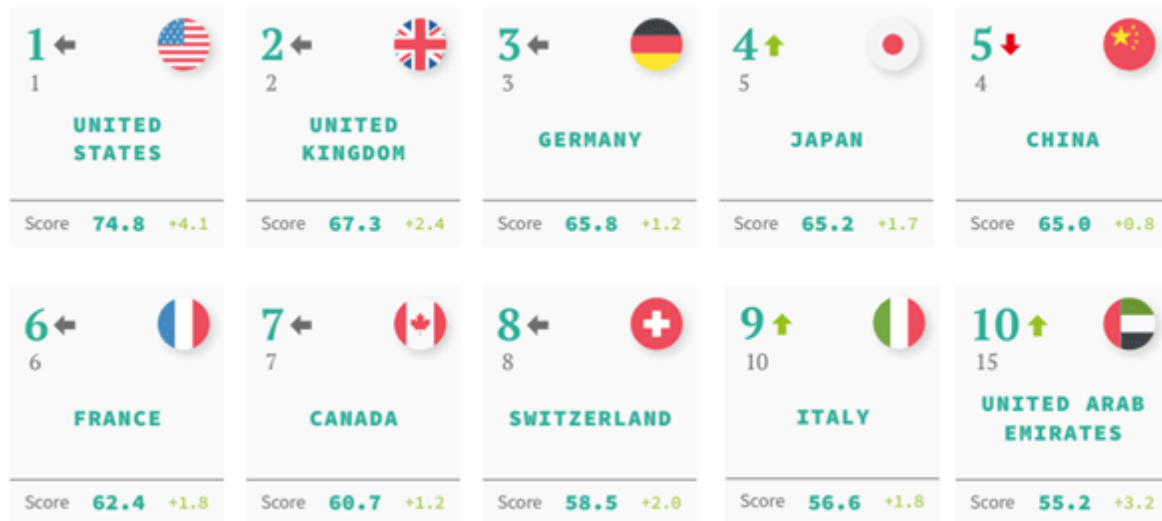 1
1
UNITED
STATES
Score 74.8 +4.1
2
2
UNITED
KINGDOM
Score 67.3 +2.4
3
3
GERMANY
Score 65.8 +1.2
4
5
JAPAN
Score 65.2 +1.7
5
4
CHINA
Score 65.0 +0.8
6
6
FRANCE
Score 62.4 +1.8
7
7
CANADA
Score 60.7 +1.2
8
8
SWITZERLAND
Score 58.5 +2.0
9
10
ITALY
Score 56.6 +1.8
10
15
UNITED ARAB
EMIRATES
Score 55.2 +3.2